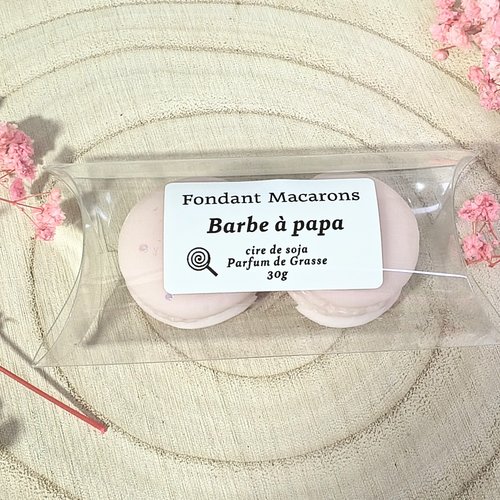 Fondant Macarons
Barbe à papa
cire de soja
Parfum de Grasse
30g